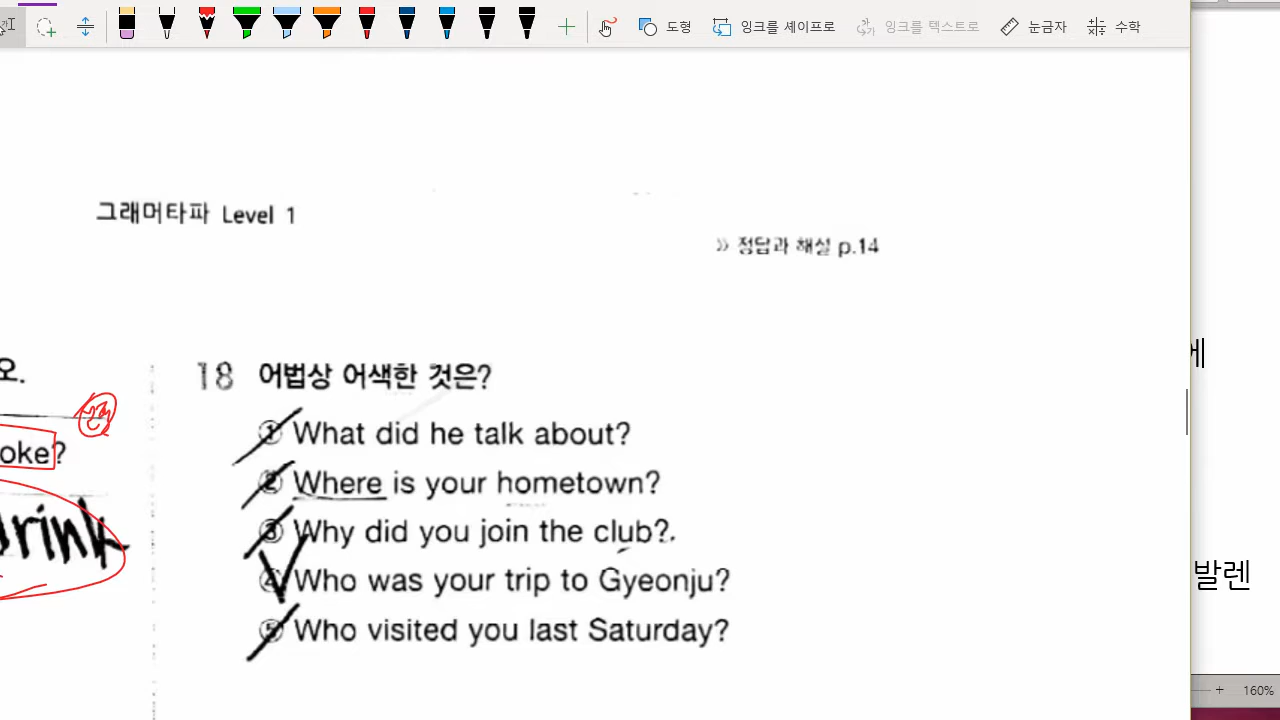 도형 잉크를 셰이프로 잉크를 텍스트로 눈금자 수학
그래머타파 Level 1
» 정답과 해설 p.14
에
오.
oke?
rink
18 어법상 어색한 것은?
① What did he talk about?
② Where is your hometown?
③ Why did you join the club?
④ Who was your trip to Gyeonju?
⑤ Who visited you last Saturday?
발렌
160%